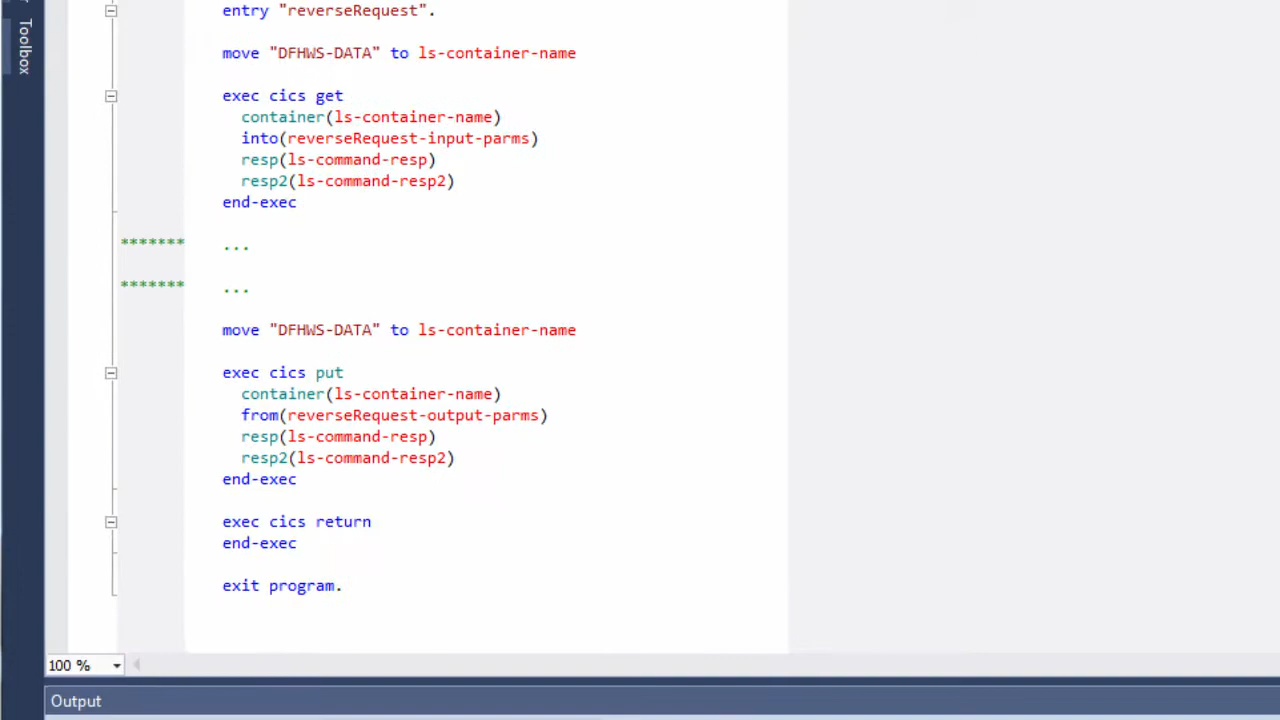 Toolbox
entry "reverseRequest".
move "DFHWS-DATA" to ls-container-name
exec cics get
container(ls-container-name)
into(reverseRequest-input-parms)
resp(ls-command-resp)
resp2(ls-command-resp2)
end-exec
******* ...
******* ...
move "DFHWS-DATA" to ls-container-name
exec cics put
container(ls-container-name)
from(reverseRequest-output-parms)
resp(ls-command-resp)
resp2(ls-command-resp2)
end-exec
exec cics return
end-exec
exit program.
100 %
Output